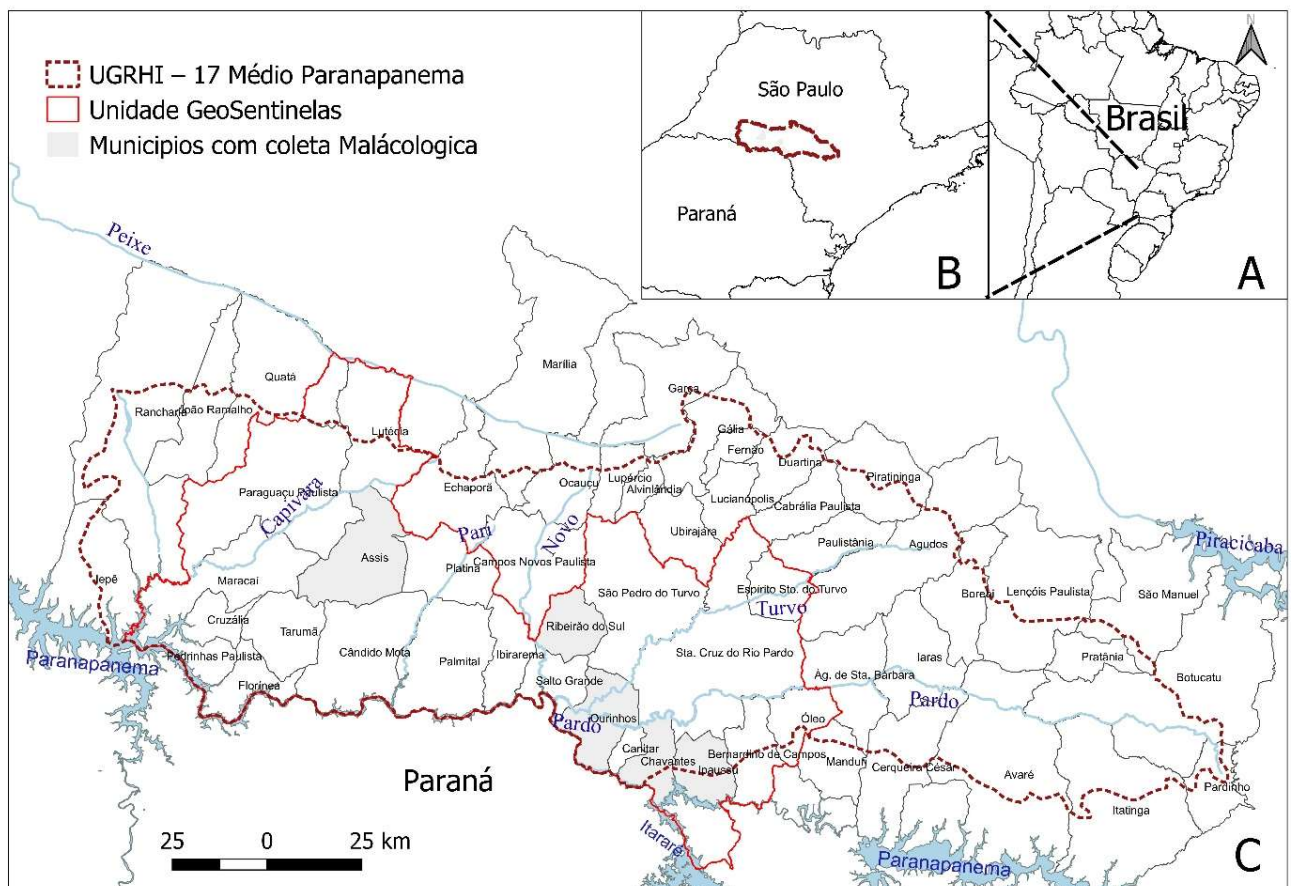 UGRHI – 17 Médio Paranapanema
Unidade GeoSentinelas
Municipios com coleta Malácologica
São Paulo
Paraná
B
N
Brasil
A
Peixe
Marília
Quatá
Garça
Rancharia
João Ramalho
Lutécia
Gália
Fernão
Duartina
Piratininga
Echaporã
Ocauçu
Lupércio
Alvinlândia
Lucianópolis
Cabrália Paulista
Paraguaçu Paulista
Capivara
Pari
Novo
Ubirajára
Paulistânia
Agudos
Piracicaba
Assis
Platina
Campos Novos Paulista
Iepê
Maracaí
São Pedro do Turvo
Espírito Sto. do Turvo
Turvo
Borebi
Lençóis Paulista
São Manuel
Cruzália
Tarumã
Ribeirão do Sul
Pedrinhas Paulista
Cândido Mota
Palmital
Ibirarema
Sta. Cruz do Rio Pardo
Iaras
Pratânia
Paranapanema
Florínea
Salto Grande
Ág. de Sta. Bárbara
Botucatu
Pardo
Ourinhos
Pardo
Óleo
Canitar
Chavantes
Ipaussu
Bernardino de Campos
Manduri
Cerqueira César
Avaré
Pardinho
Itatinga
Paraná
Itararé
Paranapanema
25 0 25 km
C